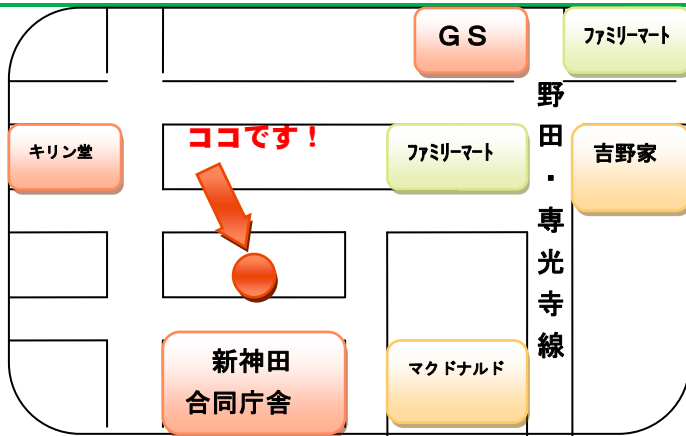 GS
ファミリーマート
キリン堂
ココです！
ファミリーマート
野田・専光寺線
吉野家
新神田
合同庁舎
マクドナルド